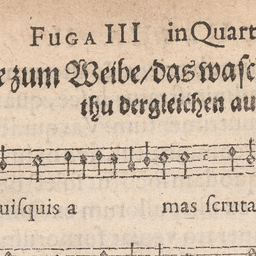 FUGA III in Quart
e zum Weibe/das wasc
thu dergleichen au
uisquis a mas scruta